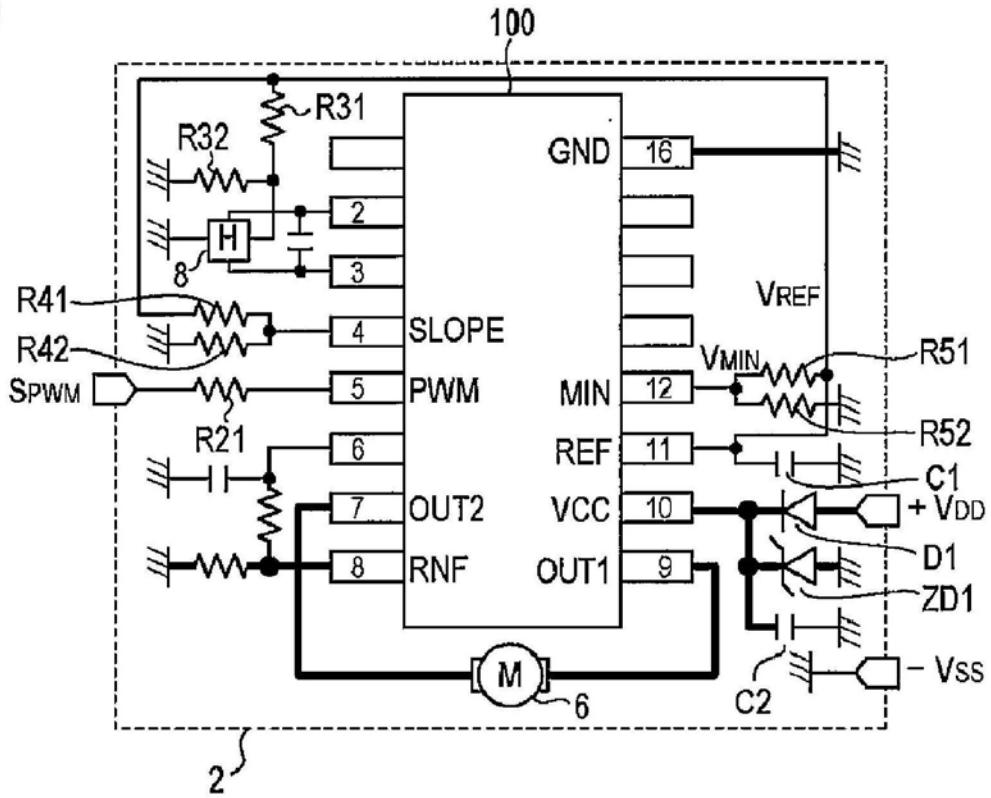 100
R31
R32
GND 16
2
H
8
3
VREF
R41
4 SLOPE
R42
VMIN
R51
SPWM
5 PWM
MIN 12
R21
R52
6
REF 11
C1
7 OUT2
VCC 10
+ VDD
D1
8 RNF
OUT1 9
ZD1
M
6
C2
- VSS
2